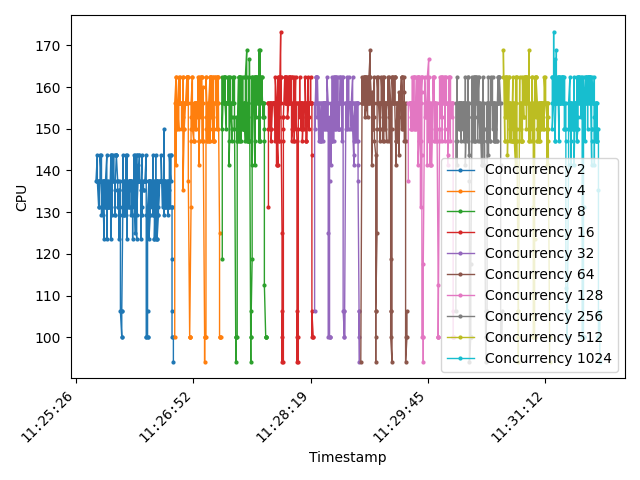 170
160
150
140
130
120
110
100
CPU
Concurrency 2
Concurrency 4
Concurrency 8
Concurrency 16
Concurrency 32
Concurrency 64
Concurrency 128
Concurrency 256
Concurrency 512
Concurrency 1024
11:25:26
11:26:52
11:28:19
11:29:45
11:31:12
Timestamp